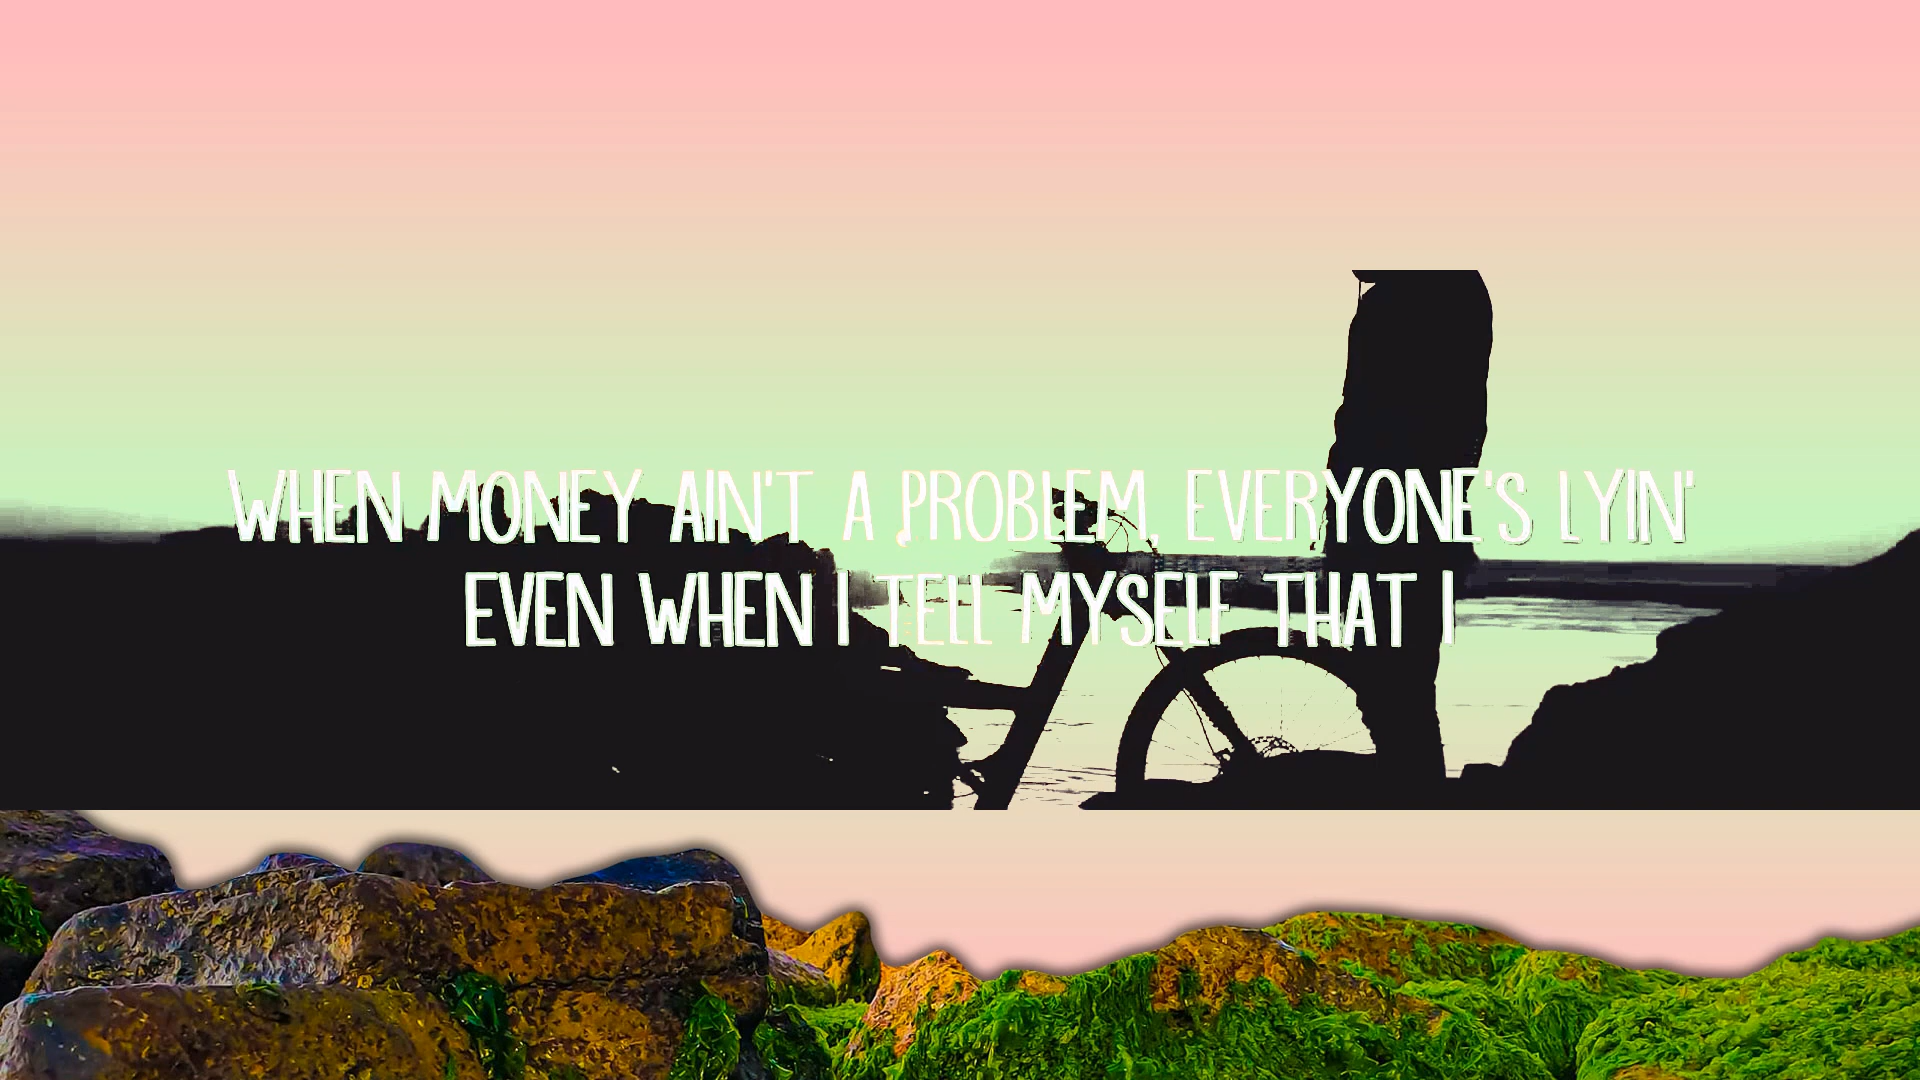 WHEN MONEY AIN'T A PROBLEM, EVERYONE'S LYIN'
EVEN WHEN I TELL MYSELF THAT I